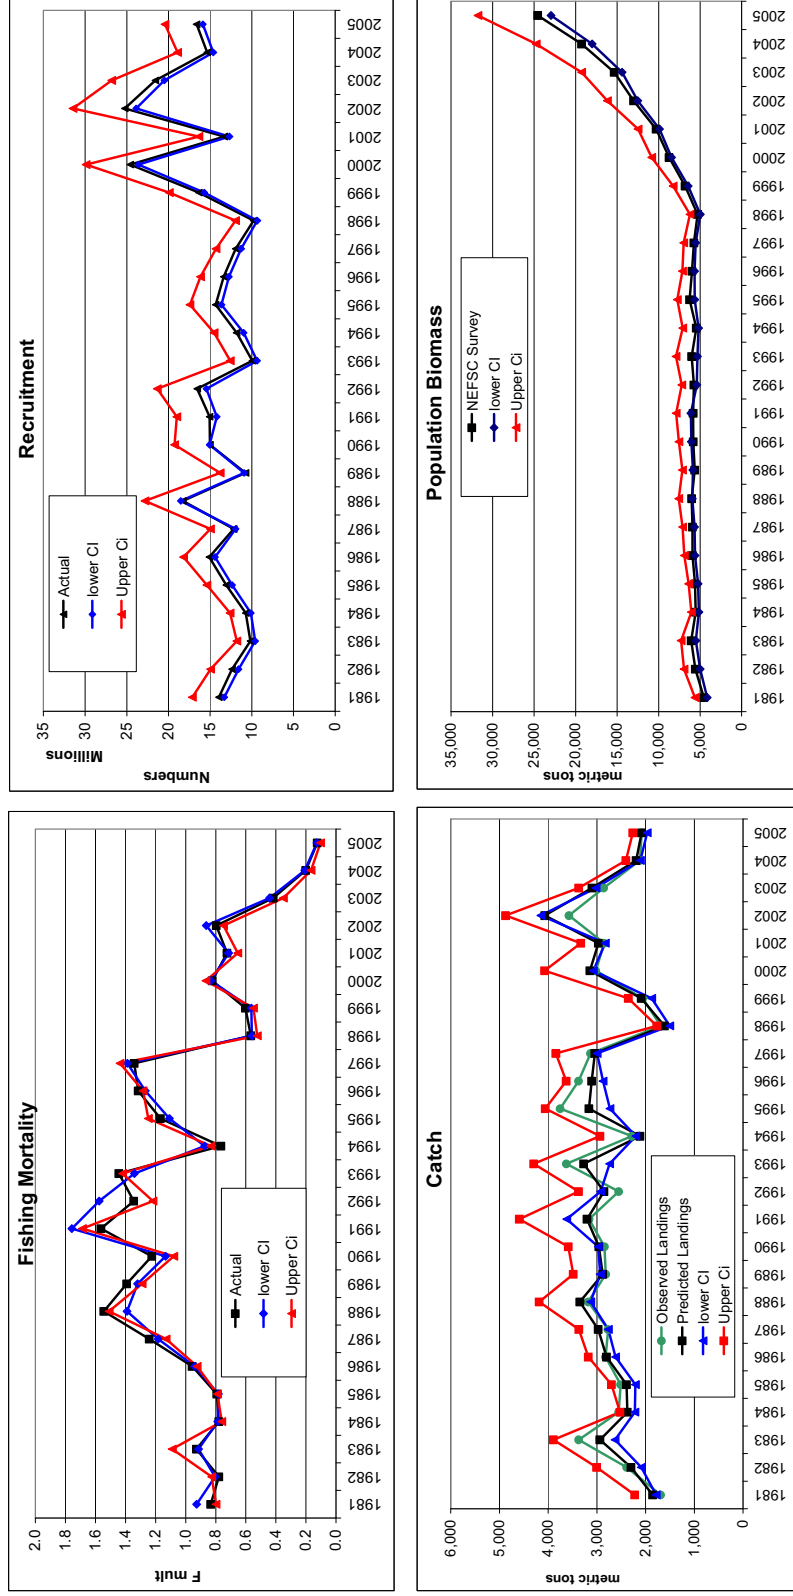 Fishing Mortality
F mult
2.0
1.8
1.6
1.4
1.2
1.0
0.8
0.6
0.4
0.2
0.0
Actual
lower CI
Upper Ci
1981 1982 1983 1984 1985 1986 1987 1988 1989 1990 1991 1992 1993 1994 1995 1996 1997 1998 1999 2000 2001 2002 2003 2004 2005
Recruitment
Millions
Numbers
35
30
25
20
15
10
5
0
Actual
lower CI
Upper Ci
1981 1982 1983 1984 1985 1986 1987 1988 1989 1990 1991 1992 1993 1994 1995 1996 1997 1998 1999 2000 2001 2002 2003 2004 2005
Catch
metric tons
6,000
5,000
4,000
3,000
2,000
1,000
0
Observed Landings
Predicted Landings
lower CI
Upper Ci
1981 1982 1983 1984 1985 1986 1987 1988 1989 1990 1991 1992 1993 1994 1995 1996 1997 1998 1999 2000 2001 2002 2003 2004 2005
Population Biomass
metric tons
35,000
30,000
25,000
20,000
15,000
10,000
5,000
0
NEFSC Survey
lower CI
Upper Ci
1981 1982 1983 1984 1985 1986 1987 1988 1989 1990 1991 1992 1993 1994 1995 1996 1997 1998 1999 2000 2001 2002 2003 2004 2005